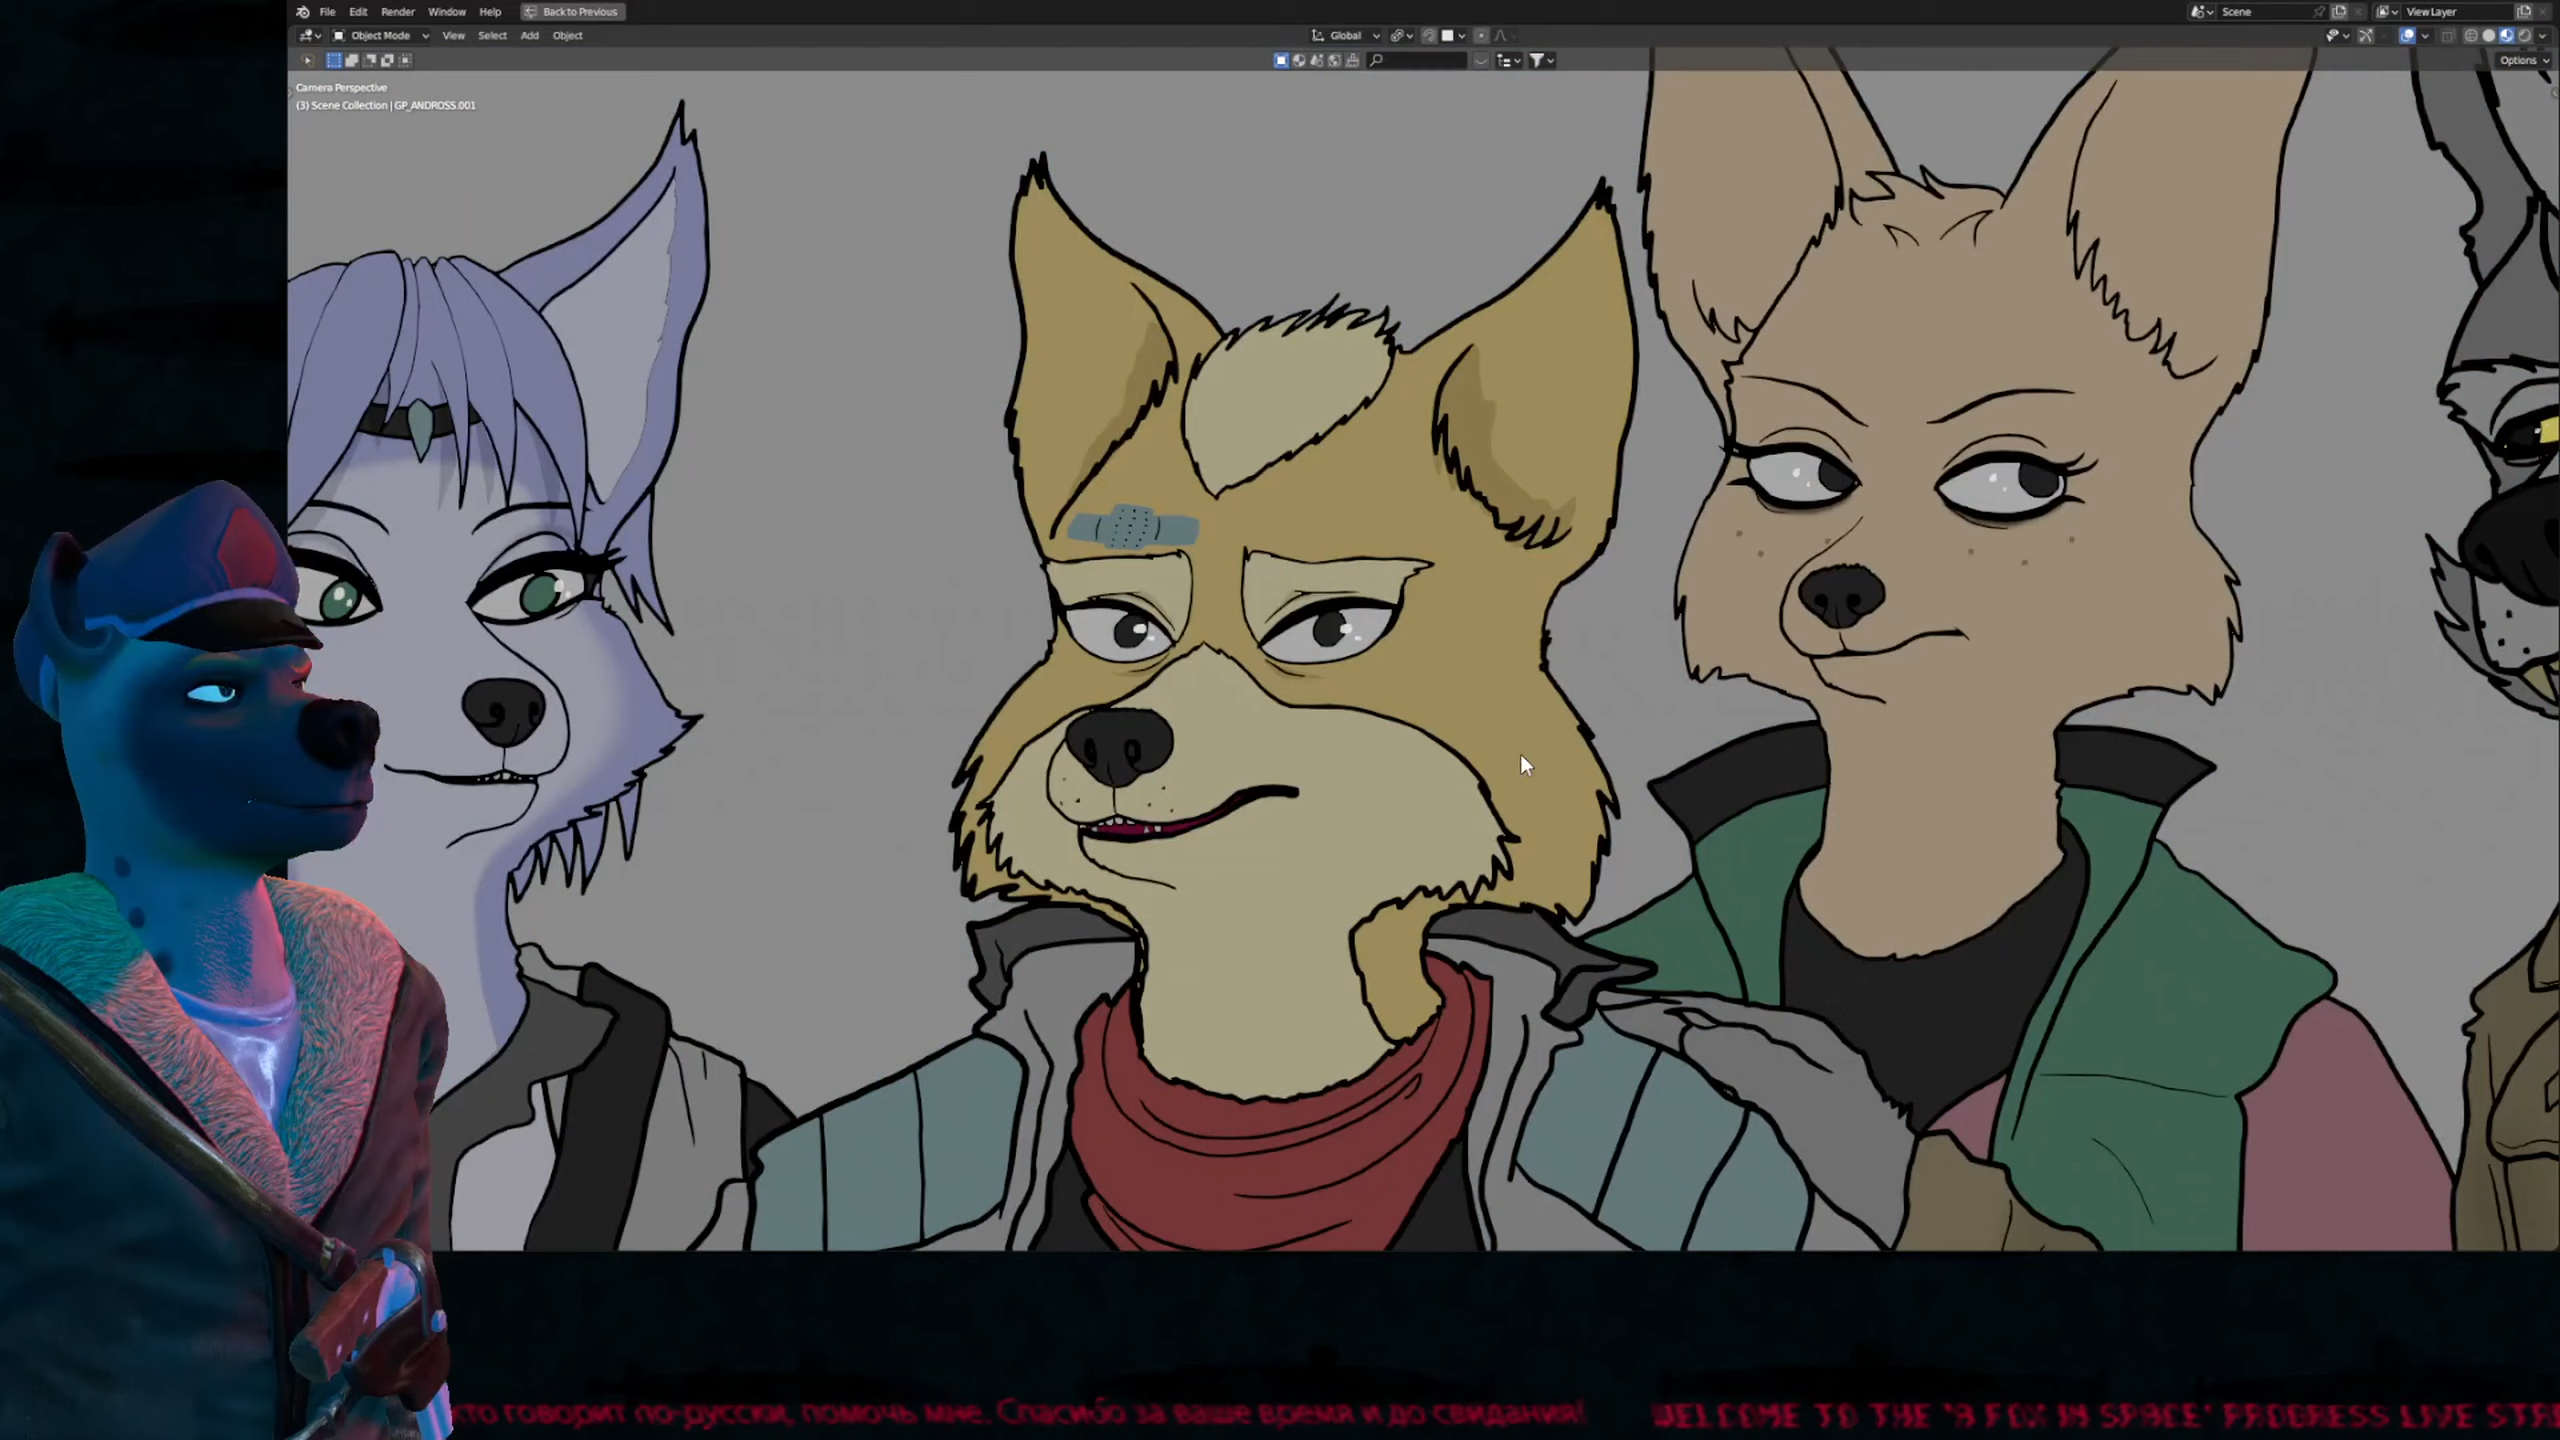 File Edit Render Window Help Back to Previous Scene View Layer
Object Mode View Select Add Object Global
Options
Camera Perspective
(3) Scene Collection | GP_ANDROSS.001
кто говорит по-русски, помочь мне. Спасибо за ваше время и до свидания! WELCOME TO THE 'A FOX IN SPACE' PROGRESS LIVE STRE